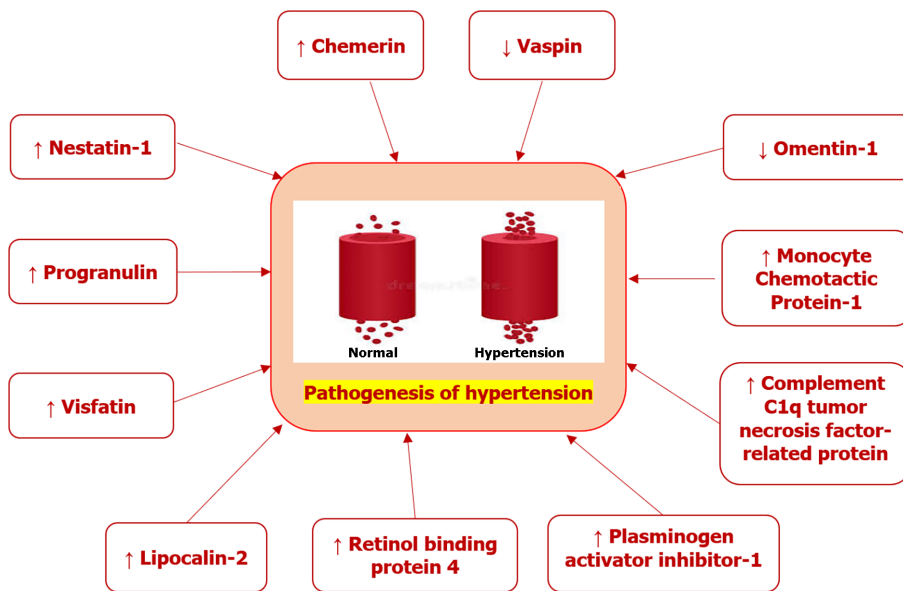 ↑ Chemerin
↓ Vaspin
↑ Nestatin-1
↓ Omentin-1
↑ Progranulin
↑ Monocyte
Chemotactic
Protein-1
Normal
Hypertension
Pathogenesis of hypertension
↑ Visfatin
↑ Complement
C1q tumor
necrosis factor-
related protein
↑ Lipocalin-2
↑ Retinol binding
protein 4
↑ Plasminogen
activator inhibitor-1